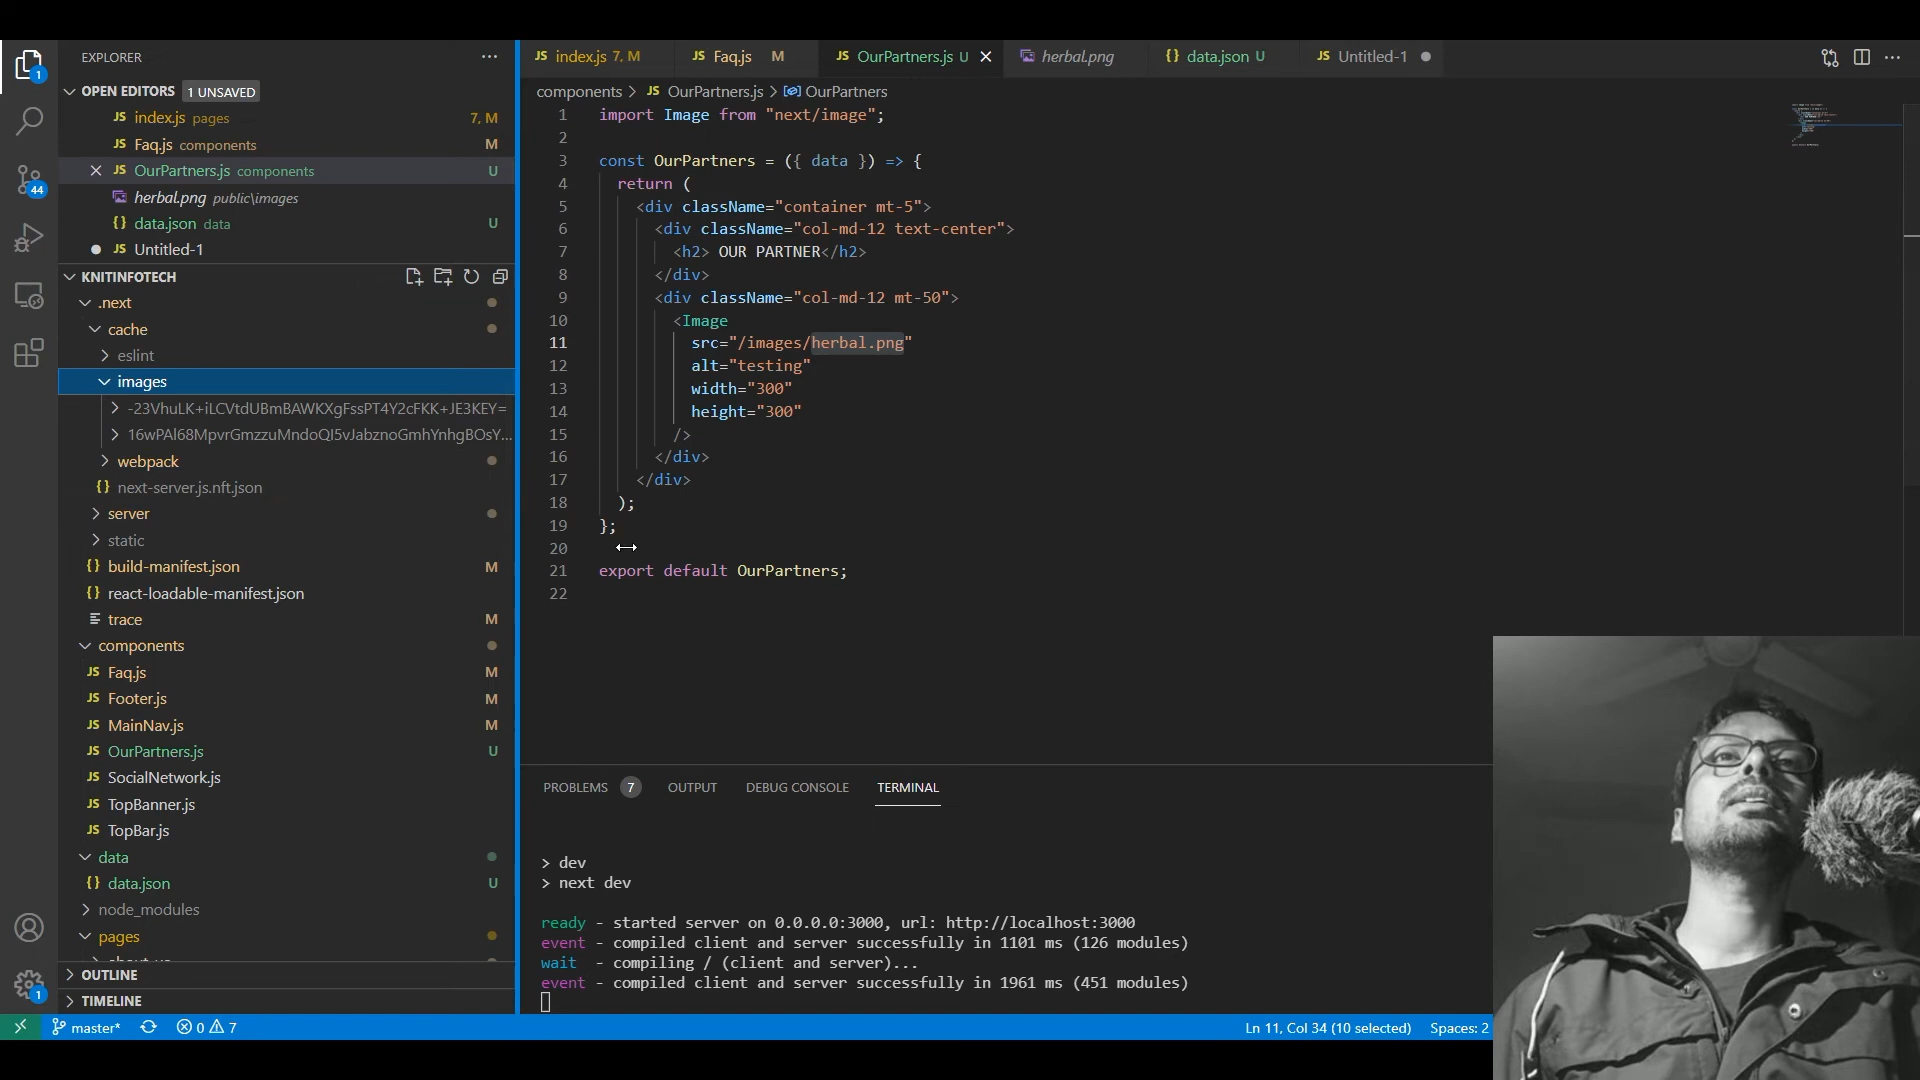 EXPLORER
OPEN EDITORS 1 UNSAVED
index.js pages 7, M
Faq.js components M
OurPartners.js components U
herbal.png public\images
data.json data U
Untitled-1
KNITINFOTECH
.next
cache
eslint
images
-23VhuLK+iLCVtdUBmBAWKXgFssPT4Y2cFKK+JE3KEY=
16wPAl68MpvrGmzzuMndoQI5vJabznoGmhYnhgBOsY...
webpack
next-server.js.nft.json
server
static
build-manifest.json M
react-loadable-manifest.json
trace M
components
Faq.js M
Footer.js M
MainNav.js M
OurPartners.js U
SocialNetwork.js
TopBanner.js
TopBar.js
data
data.json U
node_modules
pages
OUTLINE
TIMELINE
1
44
1
index.js 7, M Faq.js M OurPartners.js U herbal.png data.json U Untitled-1
components > OurPartners.js > OurPartners
1 import Image from "next/image";
2
3 const OurPartners = ({ data }) => {
4 return (
5 <div className="container mt-5">
6 <div className="col-md-12 text-center">
7 <h2> OUR PARTNER</h2>
8 </div>
9 <div className="col-md-12 mt-50">
10 <Image
11 src="/images/herbal.png"
12 alt="testing"
13 width="300"
14 height="300"
15 />
16 </div>
17 </div>
18 );
19 };
20
21 export default OurPartners;
22
PROBLEMS 7 OUTPUT DEBUG CONSOLE TERMINAL
> dev
> next dev
ready - started server on 0.0.0.0:3000, url: http://localhost:3000
event - compiled client and server successfully in 1101 ms (126 modules)
wait - compiling / (client and server)...
event - compiled client and server successfully in 1961 ms (451 modules)
master* 0 7 Ln 11, Col 34 (10 selected) Spaces: 2